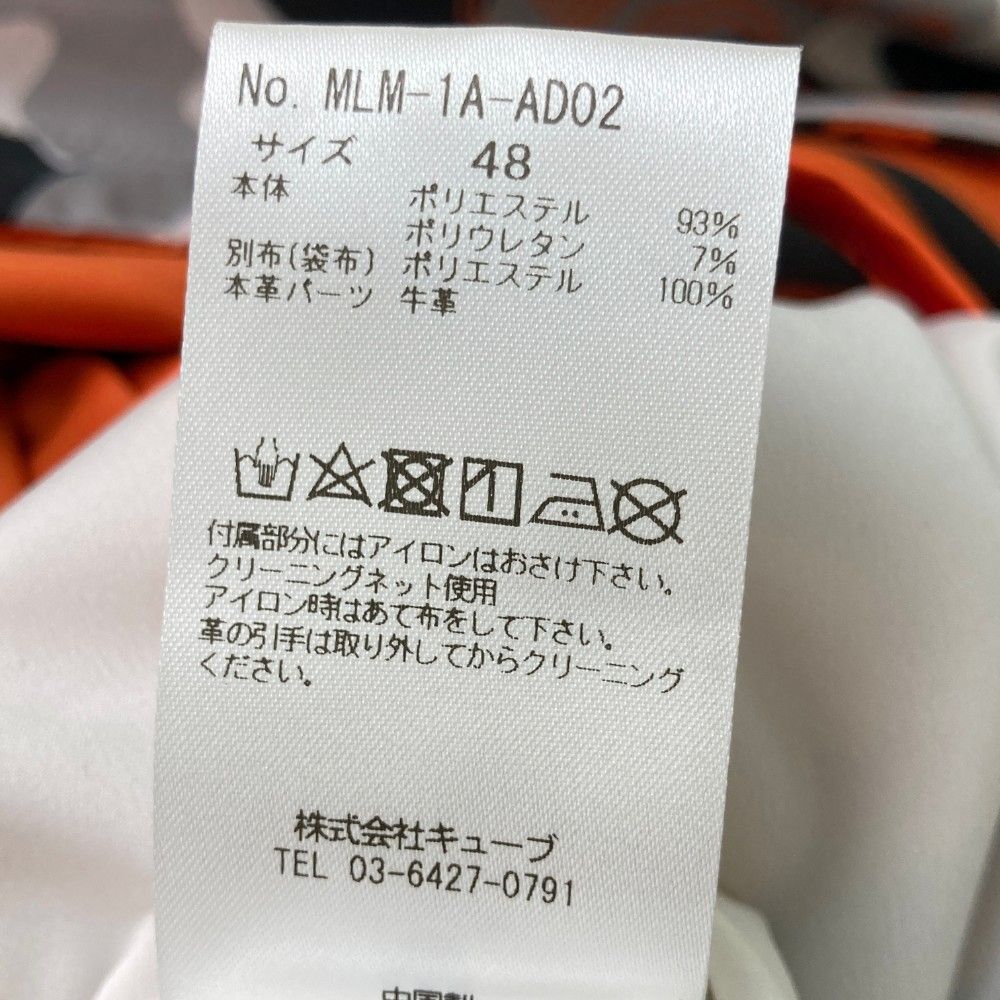 No. MLM-1A-AD02
サイズ 48
本体 ポリエステル 93%
ポリウレタン 7%
別布(袋布) ポリエステル 100%
本革パーツ 牛革
付属部分にはアイロンはおさけ下さい。
クリーニングネット使用
アイロン時はあて布をして下さい。
革の引手は取り外してからクリーニング
ください。
株式会社キューブ
TEL 03-6427-0791
中国製